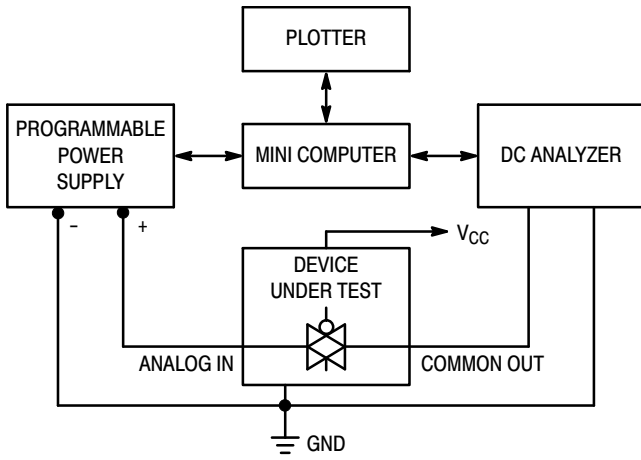 PLOTTER
PROGRAMMABLE
POWER
SUPPLY
MINI COMPUTER
DC ANALYZER
– +
VCC
DEVICE
UNDER TEST
ANALOG IN
COMMON OUT
GND